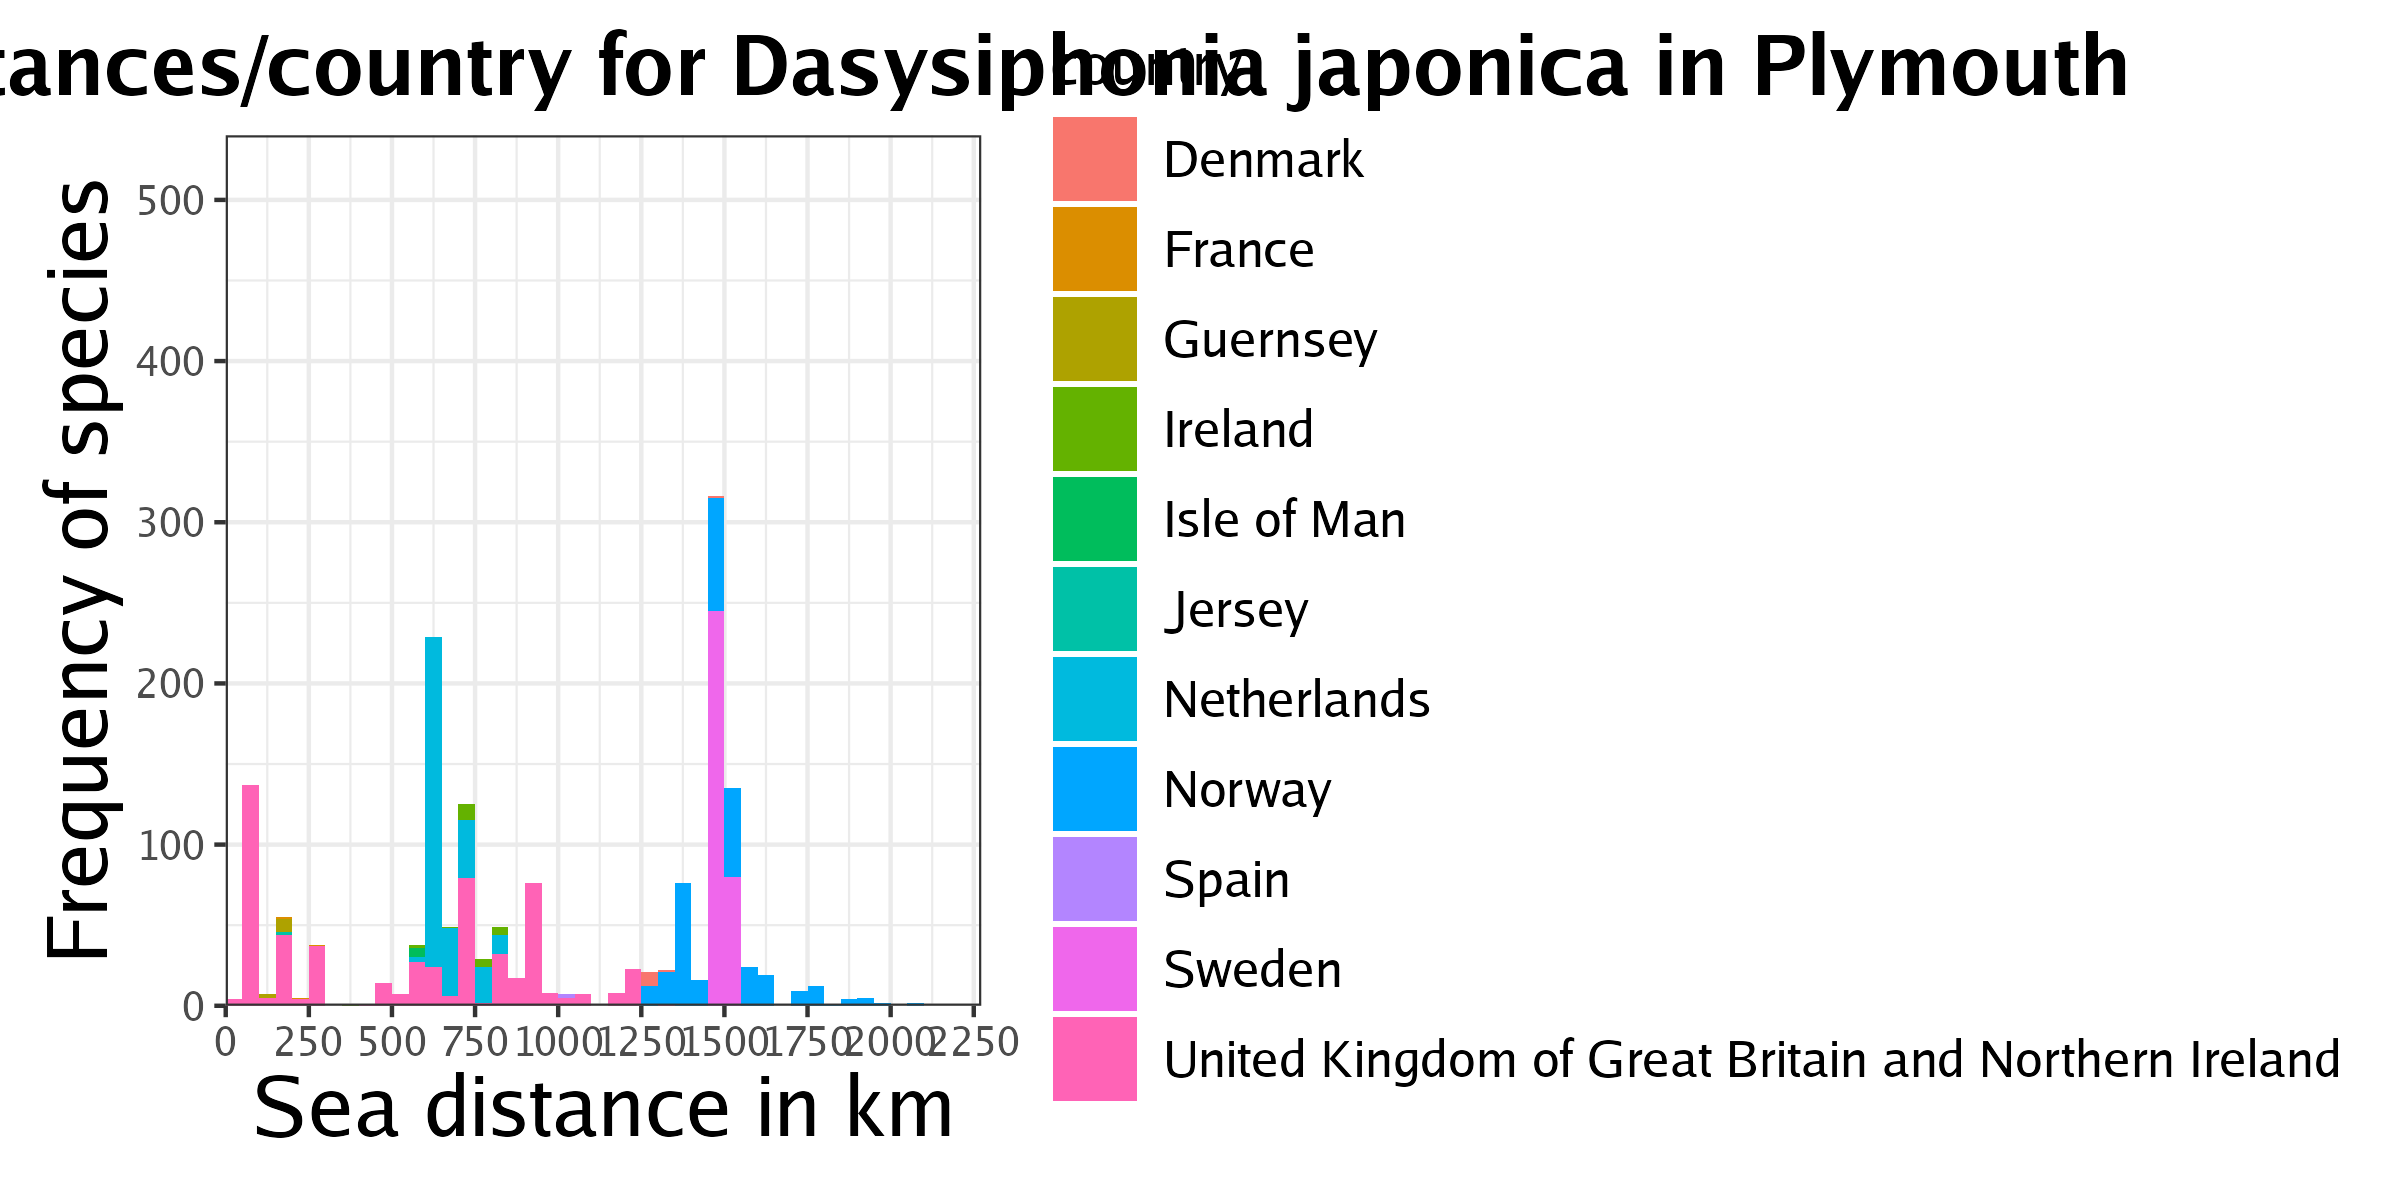 tances/country for Dasysiphonia japonica in Plymouth
country
Denmark
France
Guernsey
Ireland
Isle of Man
Jersey
Netherlands
Norway
Spain
Sweden
United Kingdom of Great Britain and Northern Ireland
Frequency of species
500
400
300
200
100
0
0 250 500 750 1000 1250 1500 1750 2000 2250
Sea distance in km